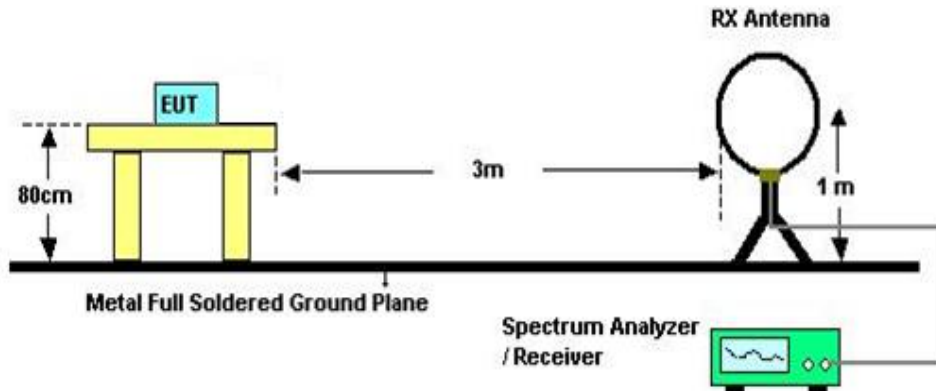 RX Antenna
EUT
80cm
3m
1 m
Metal Full Soldered Ground Plane
Spectrum Analyzer
/ Receiver